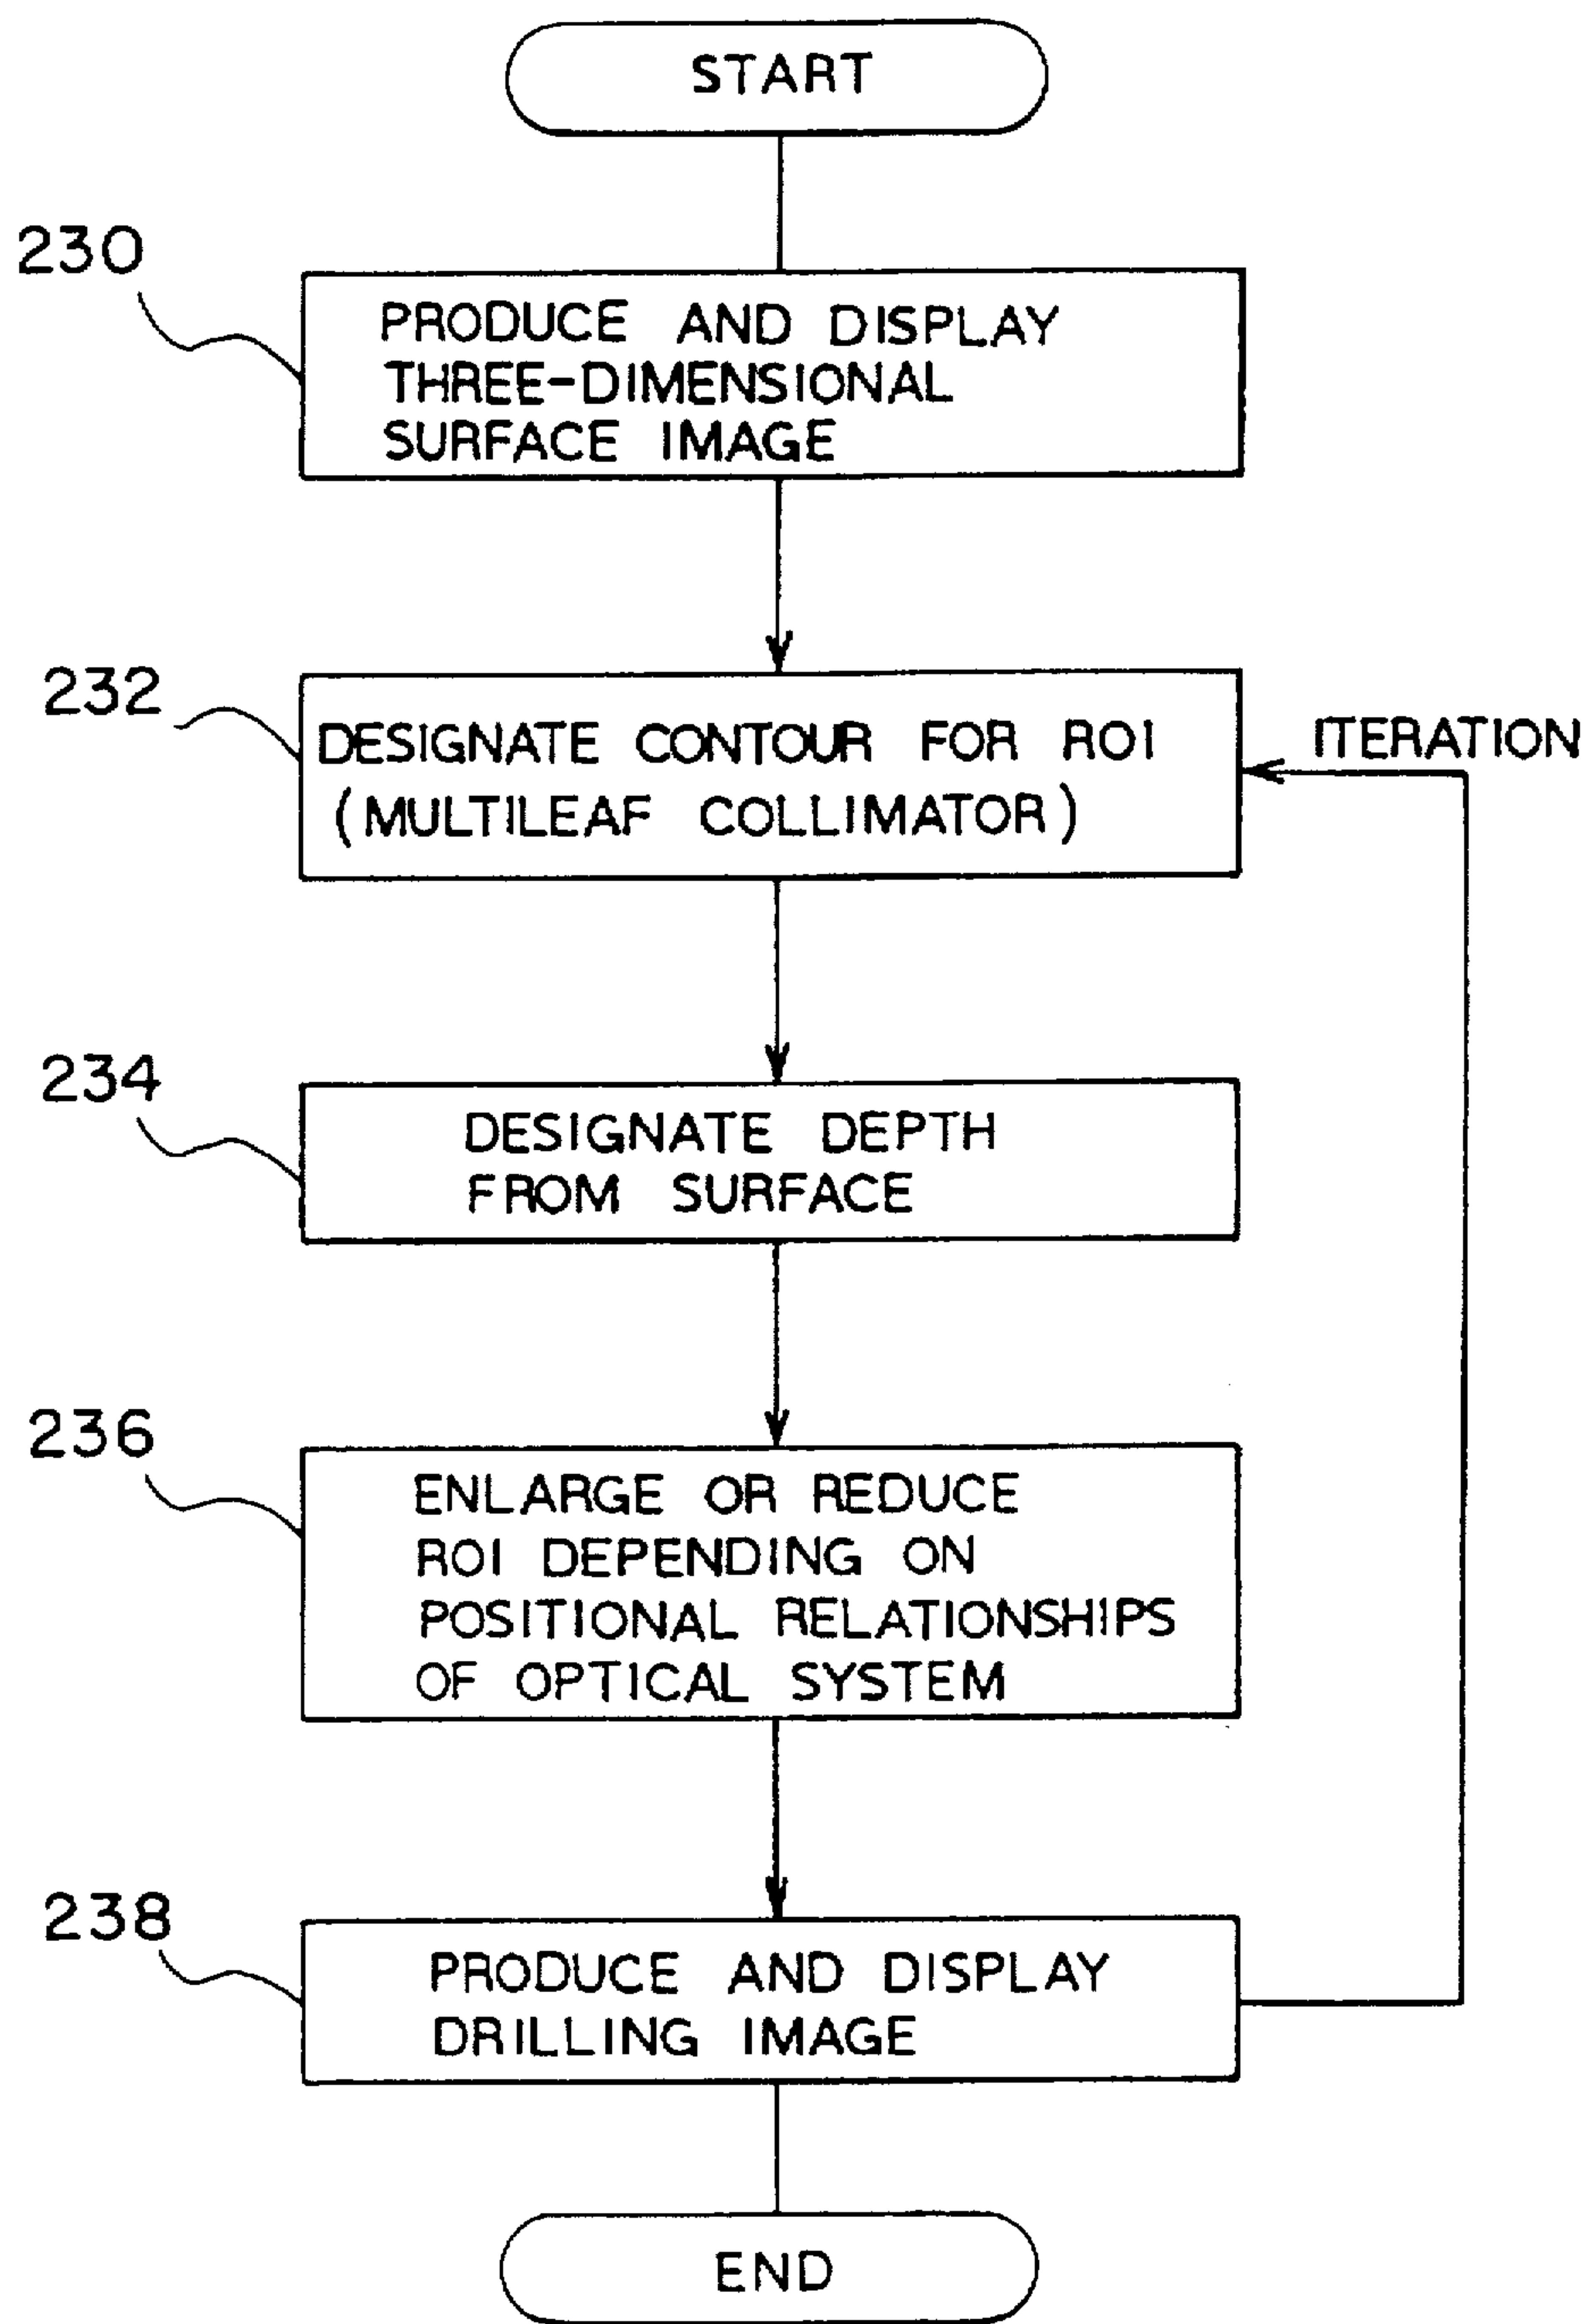 START
230
PRODUCE AND DISPLAY
THREE-DIMENSIONAL
SURFACE IMAGE
232
DESIGNATE CONTOUR FOR ROI
(MULTILEAF COLLIMATOR)
ITERATION
234
DESIGNATE DEPTH
FROM SURFACE
236
ENLARGE OR REDUCE
ROI DEPENDING ON
POSITIONAL RELATIONSHIPS
OF OPTICAL SYSTEM
238
PRODUCE AND DISPLAY
DRILLING IMAGE
END